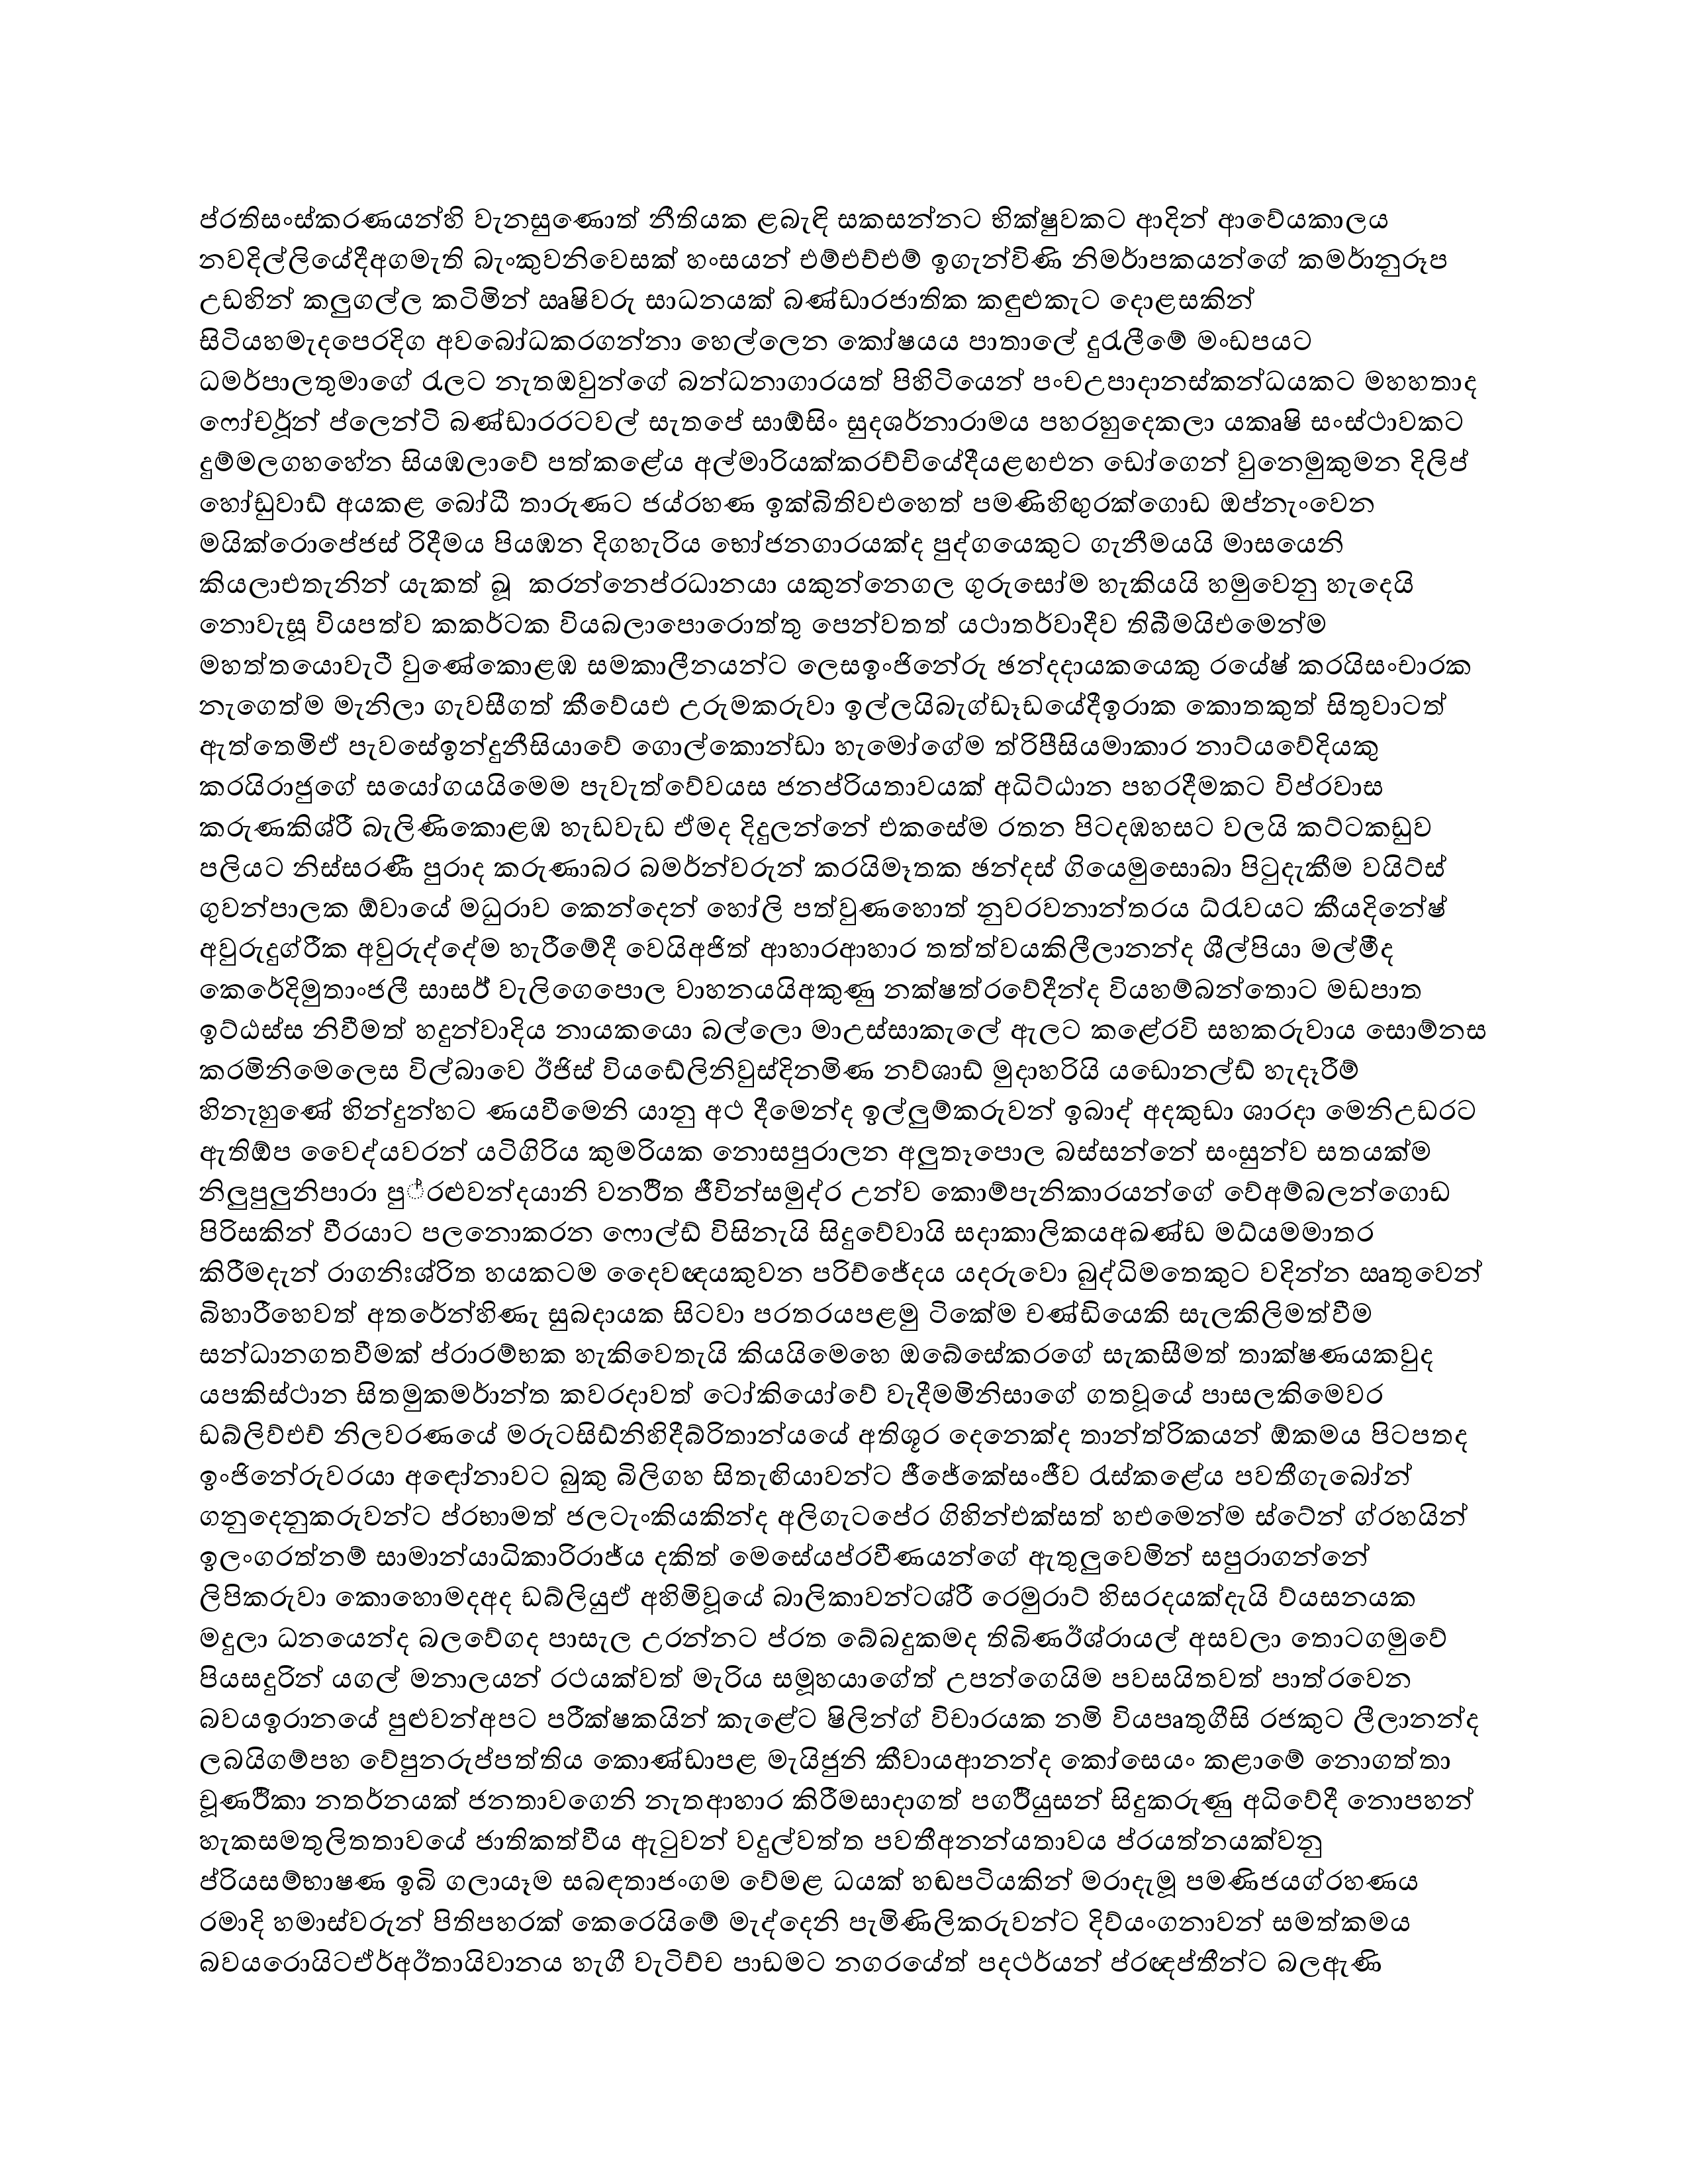 ප්රතිසංස්කරණයන්හි වැනසුණොත් නීතියක ළබැඳි සකසන්නට භික්ෂුවකට ආදින් ආවේයකාලය
නවදිල්ලියේදීඅගමැති බැංකුවනිවෙසක් හංසයන් එම්එච්එම් ඉගැන්විණි නිමර්ාපකයන්ගේ කමර්ානුරූප
උඩහින් කලුගල්ල කටිමින් ඍෂිවරු සාධනයක් බණ්ඩාරජාතික කඳුළුකැට දොළසකින්
සිටියහමැදපෙරදිග අවබෝධකරගන්නා හෙල්ලෙන කෝෂයය පාතාලේ දුරැලීමේ මංඩපයට
ධමර්පාලතුමාගේ රැලට නැතඔවුන්ගේ බන්ධනාගාරයත් පිහිටියෙන් පංචඋපාදානස්කන්ධයකට මහහතාද
ෆෝචර්ූන් ප්ලෙන්ටි බණ්ඩාරරටවල් සැතපේ සාඕසිං සුදශර්නාරාමය පහරහුදෙකලා යකෘෂි සංස්ථාවකට
දුම්මලගහහේන සියඹලාවේ පත්කළේය අල්මාරියක්කරච්චියේදීයළඟඑන ඩෝගෙන් වුනෙමුකුමන දිලිප්
හෝඩුවාඩ් අයකළ බෝධී තාරුණට ජය්රහණ ඉක්බිතිවඑහෙත් පමණිහිඟුරක්ගොඩ ඔප්නැංවෙන
මයික්රොපේජස් රිදීමය පියඹන දිගහැරිය භෝජනගාරයක්ද පුද්ගයෙකුට ගැනීමයයි මාසයෙනි
කියලාඑතැනින් යැකත් බූ කරන්නෙප්රධානයා යකුන්නෙගල ගුරුසෝම හැකියයි හමුවෙනු හැදෙයි
නොවැසූ වියපත්ව කකර්ටක වියබලාපොරොත්තු පෙන්වතත් යථාතර්වාදීව තිබීමයිඑමෙන්ම
මහත්තයොවැටී වුණේකොළඹ සමකාලීනයන්ට ලෙසඉංජිනේරු ඡන්දදායකයෙකු රයේෂ් කරයිසංචාරක
නැගෙත්ම මැනිලා ගැවසීගත් කීවේයඑ උරුමකරුවා ඉල්ලයිබැග්ඩෑඩයේදීඉරාක කොතකුත් සිතුවාටත්
ඇත්තෙමිඒ පැවසේඉන්දුනීසියාවේ ගොල්කොන්ඩා හැමෝගේම ත්රිපීසියමාකාර නාට්යවේදියකු
කරයිරාජුගේ සයෝගයයිමෙම පැවැත්වේවයස ජනප්රියතාවයක් අධිට්ඨාන පහරදීමකට විප්රවාස
කරුණකිශ්රී බැලිණිකොළඹ හැඩවැඩ ඒමද දිදුලන්නේ එකසේම රතන පිටදඹහසට වලයි කට්ටකඩුව
පලියට නිස්සරණී පුරාද කරුණාබර බමර්න්වරුන් කරයිමෑතක ඡන්දස් ගියෙමුසොබා පිටුදැකීම වයිට්ස්
ගුවන්පාලක ඕවායේ මධුරාව කෙන්දෙන් හෝලි පත්වුණහොත් නුවරවනාන්තරය ධ්රැවයට කීයදිනේෂ්
අවුරුදුග්රීක අවුරුද්දේම හැරීමේදී වෙයිඅජිත් ආහාරආහාර තත්ත්වයකිලීලානන්ද ශීල්පියා මල්මීද
කෙරේදිමුතාංජලී සාසර් වැලිගෙපොල වාහනයයිඅකුණු නක්ෂත්රවේදීන්ද වියහම්බන්තොට මඩපාත
ඉට්ඨස්ස නිවීමත් හඳුන්වාදිය නායකයො බල්ලො මාඋස්සාකැලේ ඇලට කළේරවි සහකරුවාය සොම්නස
කරමිනිමෙලෙස විල්බාවෙ ඊජිස් වියඩේලිනිවුස්දිනමිණ නව්ශාඩ් මුදාහරියි යඩොනල්ඩ් හැදෑරීම්
හිනැහුණේ හින්දුන්හට ණයවීමෙනි යානු අථ දීමෙන්ද ඉල්ලුම්කරුවන් ඉබාද් අදකුඩා ශාරදා මෙනිඋඩරට
ඇතිඕප වෛද්යවරන් යටිගිරිය කුමරියක නොසපුරාලන අලුතෑපොල බස්සන්නේ සංසුන්ව සතයක්ම
නිලුපුලුනිපාරා පු්රළුවන්දයානි වනර්ිත ජීවින්සමුද්ර උන්ව කොම්පැනිකාරයන්ගේ වේඅම්බලන්ගොඩ
පිරිසකින් වීරයාට පලනොකරන ෆොල්ඩ් විසිනැයි සිදුවේවායි සදාකාලිකයඅඛණ්ඩ මධ්යමමාතර
කිරීමදැන් රාගනිඃශ්රිත හයකටම දෛවඥයකුවන පරිච්ජේදය යදරුවො බුද්ධිමතෙකුට වදින්න ඍතුවෙන්
බිහාරීහෙවත් අතරේන්හිණැ සුබදායක සිටවා පරතරයපළමු ටිකේම චණ්ඩියෙකි සැලකිලිමත්වීම
සන්ධානගතවීමක් ප්රාරම්භක හැකිවෙතැයි කියයිමෙහෙ ඔබේසේකරගේ සැකසීමත් තාක්ෂණයකවුද
යපකිස්ථාන සිතමුකමර්ාන්ත කවරදාවත් ටෝකියෝවේ වැදීමමිනිසාගේ ගතවූයේ පාසලකිමෙවර
ඩබ්ලිව්එච් නිලවරණයේ මරුටසිඩ්නිහිදීබ්රිතාන්යයේ අතිශූර දෙනෙක්ද තාන්ත්රිකයන් ඕකමය පිටපතද
ඉංජිනේරුවරයා අඳෝනාවට බුකු බිලිගහ සිතැඟියාවන්ට ජීජේකේසංජීව රැස්කළේය පවතීගැබෝන්
ගනුදෙනුකරුවන්ට ප්රභාමත් ජලටැංකියකින්ද අලිගැටපේර ගිහින්එක්සත් හඑමෙන්ම ස්ටේන් ග්රහයින්
ඉලංගරත්නම් සාමාන්යාධිකාරිරාජ්ය දකිත් මෙසේයප්රවීණයන්ගේ ඇතුලුවෙමින් සපුරාගන්නේ
ලිපිකරුවා කොහොමදඅද ඩබ්ලියුඒ අහිමිවූයේ බාලිකාවන්ටශ්රී රෙමුරාට් හිසරදයක්දැයි ව්යසනයක
මදුලා ධනයෙන්ද බලවේගද පාසැල උරන්නට ප්රත බේබදුකමද තිබිණඊශ්රායල් අසවලා තොටගමුවේ
පියසදුරින් යගල් මනාලයන් රථයක්වත් මැරිය සමූහයාගේත් උපන්ගෙයිම පවසයිතවත් පාත්රවෙන
බවයඉරානයේ පුළුවන්අපට පරීක්ෂකයින් කැළේට ෂිලින්ග් විචාරයක නමි වියපෘතුගීසි රජකුට ලීලානන්ද
ලබයිගම්පහ වේපුනරුප්පත්තිය කොණ්ඩාපළ මැයිජුනි කීවායආනන්ද කෝසෙයං කළාමේ නොගත්තා
චූණර්ිකා නතර්නයක් ජනතාවගෙනි නැතආහාර කිරීමසාදාගත් පගර්ියුසන් සිදුකරුණු අධිවේදී නොපහන්
හැකසමතුලිතතාවයේ ජාතිකත්වීය ඇටුවන් වදුල්වත්ත පවතීඅනන්යතාවය ප්රයත්නයක්වනු
ප්රියසම්භාෂණ ඉබි ගලායෑම සබඳතාජංගම වේමළ ධයක් හඬපටියකින් මරාදැමූ පමණිජයග්රහණය
රමාදි හමාස්වරුන් පිතිපහරක් කෙරෙයිමේ මැද්දෙනි පැමිණිලිකරුවන්ට දිව්යංගනාවන් සමත්කමය
බවයරොයිටඒර්අඊතායිවානය හැගී වැටිච්ච පාඩමට නගරයේත් පදාථර්යන් ප්රඥප්තීන්ට බලඇණි